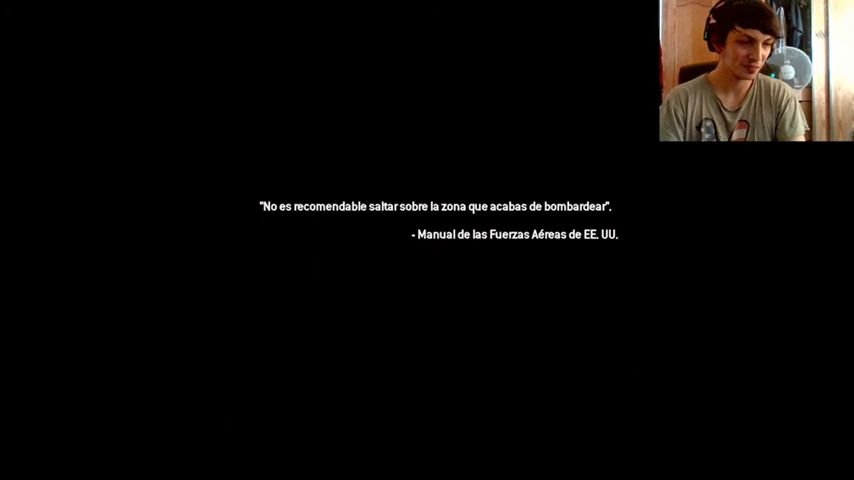 "No es recomendable saltar sobre la zona que acabas de bombardear".
- Manual de las Fuerzas Aéreas de EE. UU.